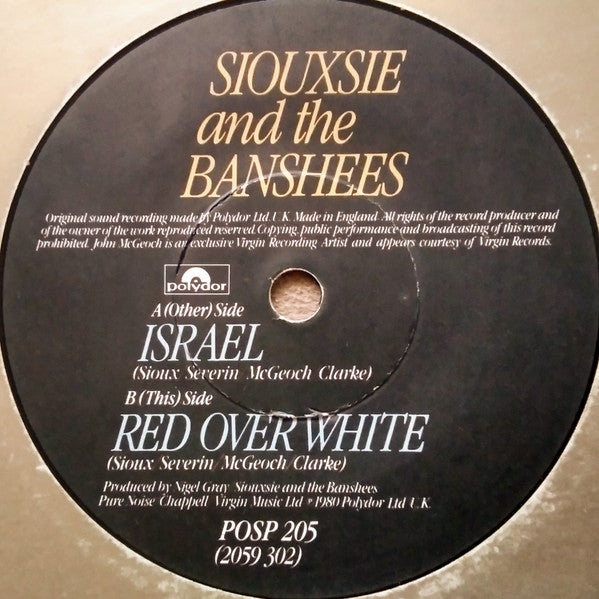 SIOUXSIE
and the
BANSHEES
Original sound recording made by Polydor Ltd. U.K. Made in England. All rights of the record producer and
of the owner of the work reproduced reserved. Copying, public performance and broadcasting of this record
prohibited. John McGeoch is an exclusive Virgin Recording Artist and appears courtesy of Virgin Records.
polydor
A (Other) Side
ISRAEL
(Sioux Severin McGeoch Clarke)
B (This) Side
RED OVER WHITE
(Sioux Severin/McGeoch Clarke)
Produced by Nigel Gray Siouxsie and the Banshees
Pure Noise Chappell Virgin Music Ltd ℗ 1980 Polydor Ltd U.K.
POSP 205
(2059 302)